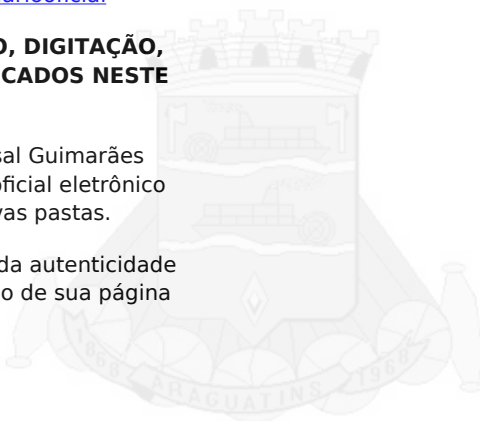 O, DIGITAÇÃO,
CADOS NESTE
sal Guimarães
oficial eletrônico
vas pastas.
da autenticidade
o de sua página
1868 ARAGUATINS 1968